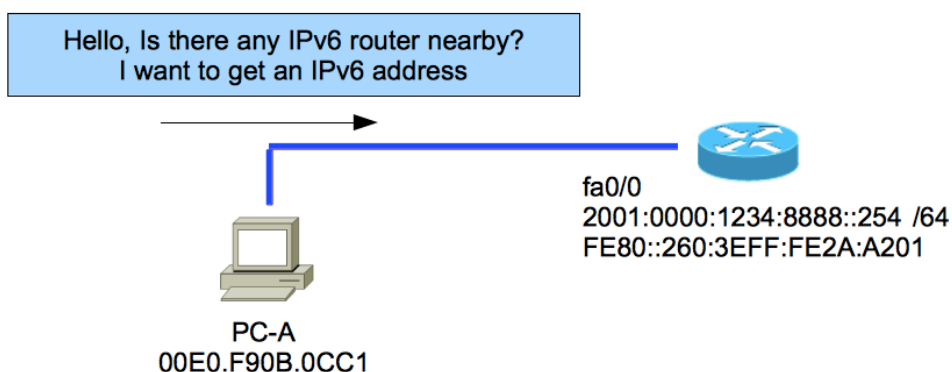 Hello, Is there any IPv6 router nearby?
I want to get an IPv6 address
fa0/0
2001:0000:1234:8888::254 /64
FE80::260:3EFF:FE2A:A201
PC-A
00E0.F90B.0CC1